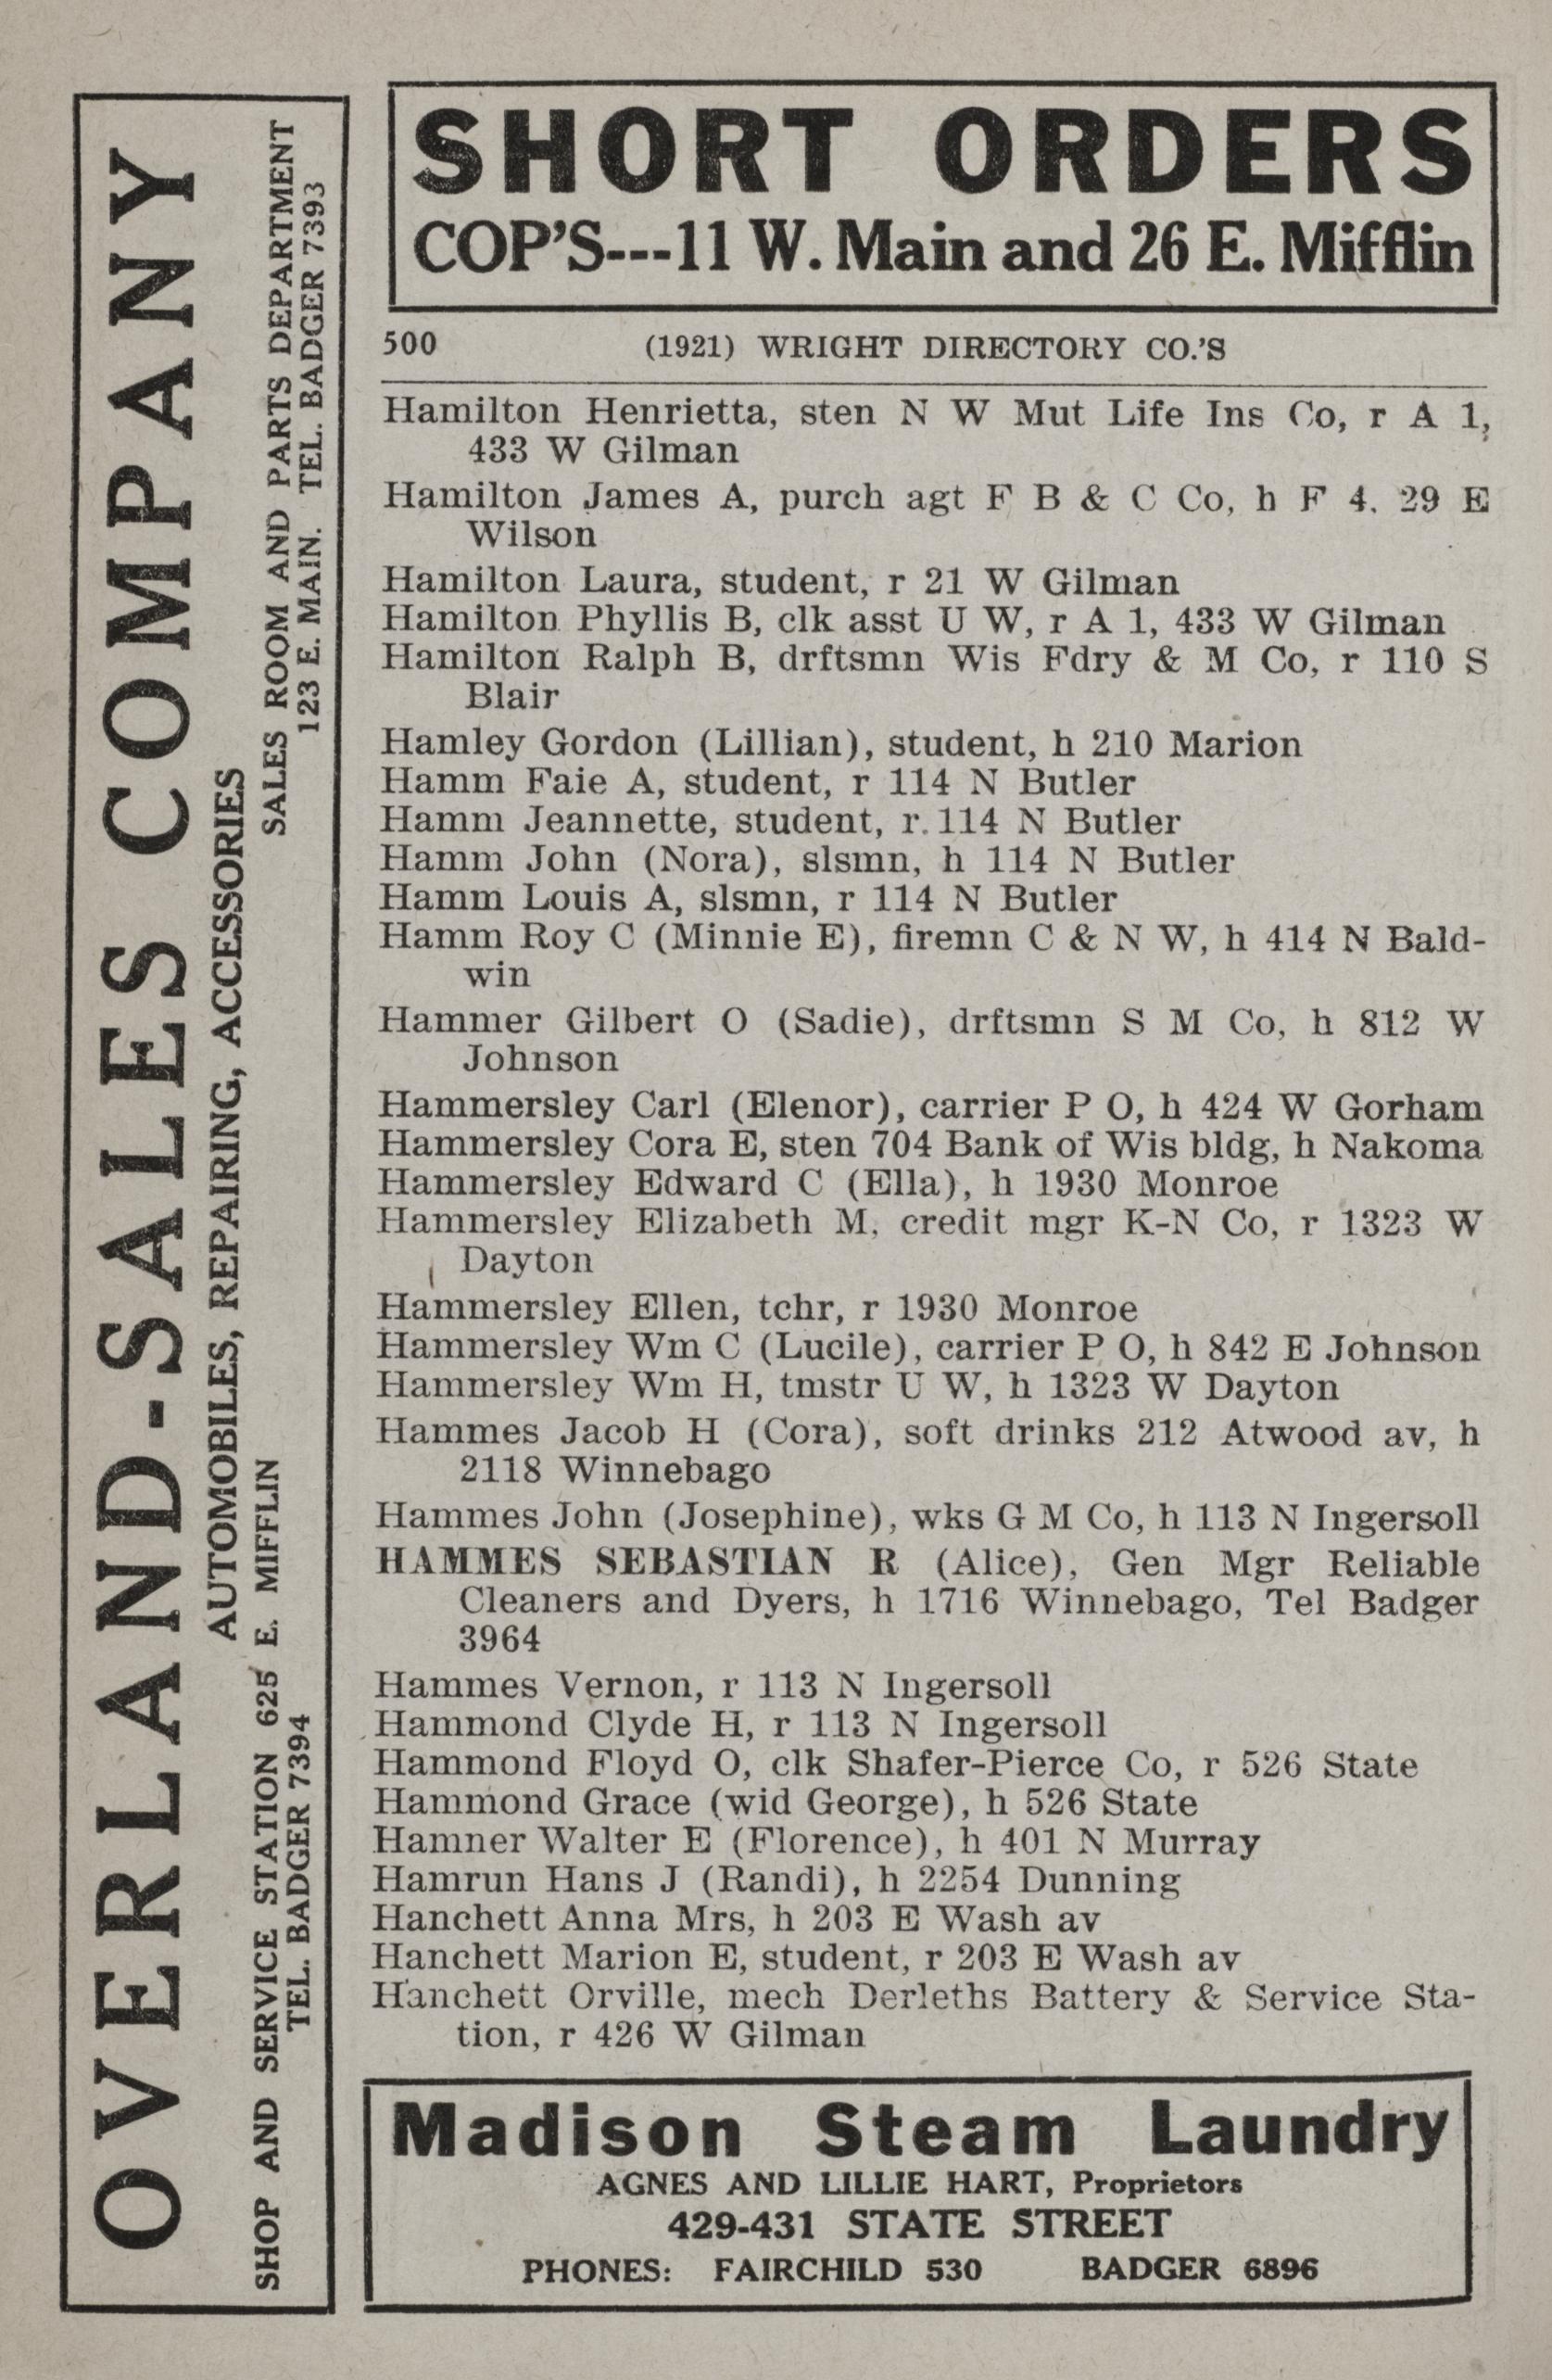 SHORT ORDERS
COP'S---11 W. Main and 26 E. Mifflin
500 (1921) WRIGHT DIRECTORY CO.'S
Hamilton Henrietta, sten N W Mut Life Ins Co, r A 1,
433 W Gilman
Hamilton James A, purch agt F B & C Co, h F 4. 29 E
Wilson
Hamilton Laura, student, r 21 W Gilman
Hamilton Phyllis B, clk asst U W, r A 1, 433 W Gilman
Hamilton Ralph B, drftsmn Wis Fdry & M Co, r 110 S
Blair
Hamley Gordon (Lillian), student, h 210 Marion
Hamm Faie A, student, r 114 N Butler
Hamm Jeannette, student, r 114 N Butler
Hamm John (Nora), slsmn, h 114 N Butler
Hamm Louis A, slsmn, r 114 N Butler
Hamm Roy C (Minnie E), firemn C & N W, h 414 N Bald-
win
Hammer Gilbert O (Sadie), drftsmn S M Co, h 812 W
Johnson
Hammersley Carl (Elenor), carrier P O, h 424 W Gorham
Hammersley Cora E, sten 704 Bank of Wis bldg, h Nakoma
Hammersley Edward C (Ella), h 1930 Monroe
Hammersley Elizabeth M, credit mgr K-N Co, r 1323 W
Dayton
Hammersley Ellen, tchr, r 1930 Monroe
Hammersley Wm C (Lucile), carrier P O, h 842 E Johnson
Hammersley Wm H, tmstr U W, h 1323 W Dayton
Hammes Jacob H (Cora), soft drinks 212 Atwood av, h
2118 Winnebago
Hammes John (Josephine), wks G M Co, h 113 N Ingersoll
HAMMES SEBASTIAN R (Alice), Gen Mgr Reliable
Cleaners and Dyers, h 1716 Winnebago, Tel Badger
3964
Hammes Vernon, r 113 N Ingersoll
Hammond Clyde H, r 113 N Ingersoll
Hammond Floyd O, clk Shafer-Pierce Co, r 526 State
Hammond Grace (wid George), h 526 State
Hamner Walter E (Florence), h 401 N Murray
Hamrun Hans J (Randi), h 2254 Dunning
Hanchett Anna Mrs, h 203 E Wash av
Hanchett Marion E, student, r 203 E Wash av
Hanchett Orville, mech Derleths Battery & Service Sta-
tion, r 426 W Gilman
Madison Steam Laundry
AGNES AND LILLIE HART, Proprietors
429-431 STATE STREET
PHONES: FAIRCHILD 530 BADGER 6896
OVERLAND-SALES COMPANY
AUTOMOBILES, REPAIRING, ACCESSORIES
SHOP AND SERVICE STATION 625 E. MIFFLIN
TEL. BADGER 7394
SALES ROOM AND PARTS DEPARTMENT
123 E. MAIN. TEL. BADGER 7393